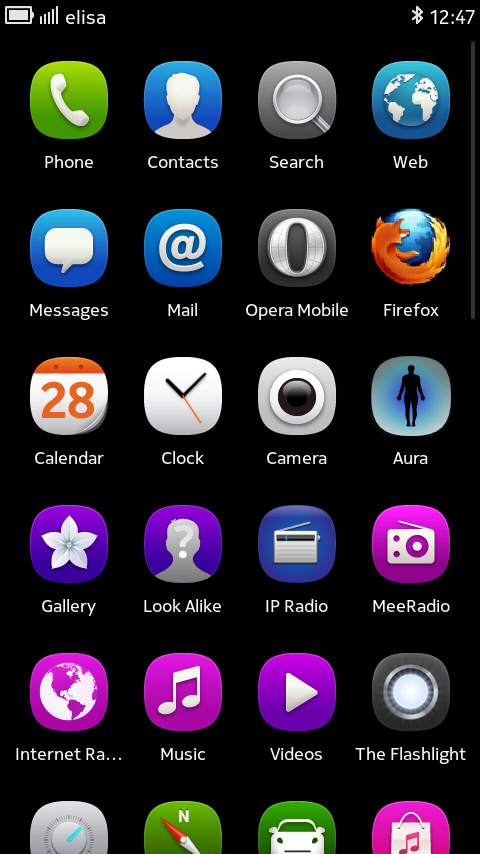 elisa 12:47
Phone Contacts Search Web
@
Messages Mail Opera Mobile Firefox
28
Calendar Clock Camera Aura
?
Gallery Look Alike IP Radio MeeRadio
Internet Ra... Music Videos The Flashlight
N